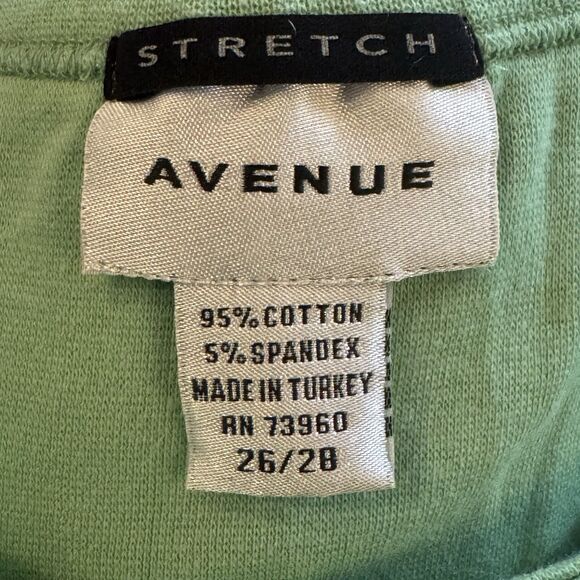 STRETCH
AVENUE
95% COTTON
5% SPANDEX
MADE IN TURKEY
RN 73960
26/28